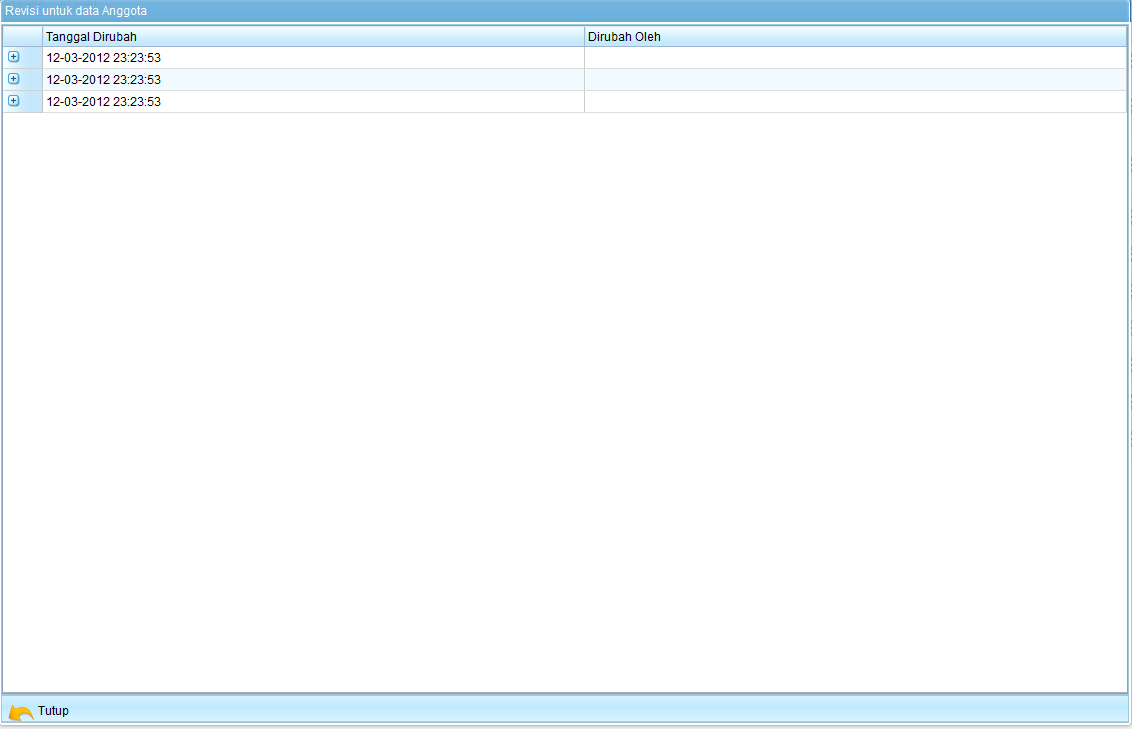 Revisi untuk data Anggota
Tanggal Dirubah Dirubah Oleh
12-03-2012 23:23:53
12-03-2012 23:23:53
12-03-2012 23:23:53
Tutup